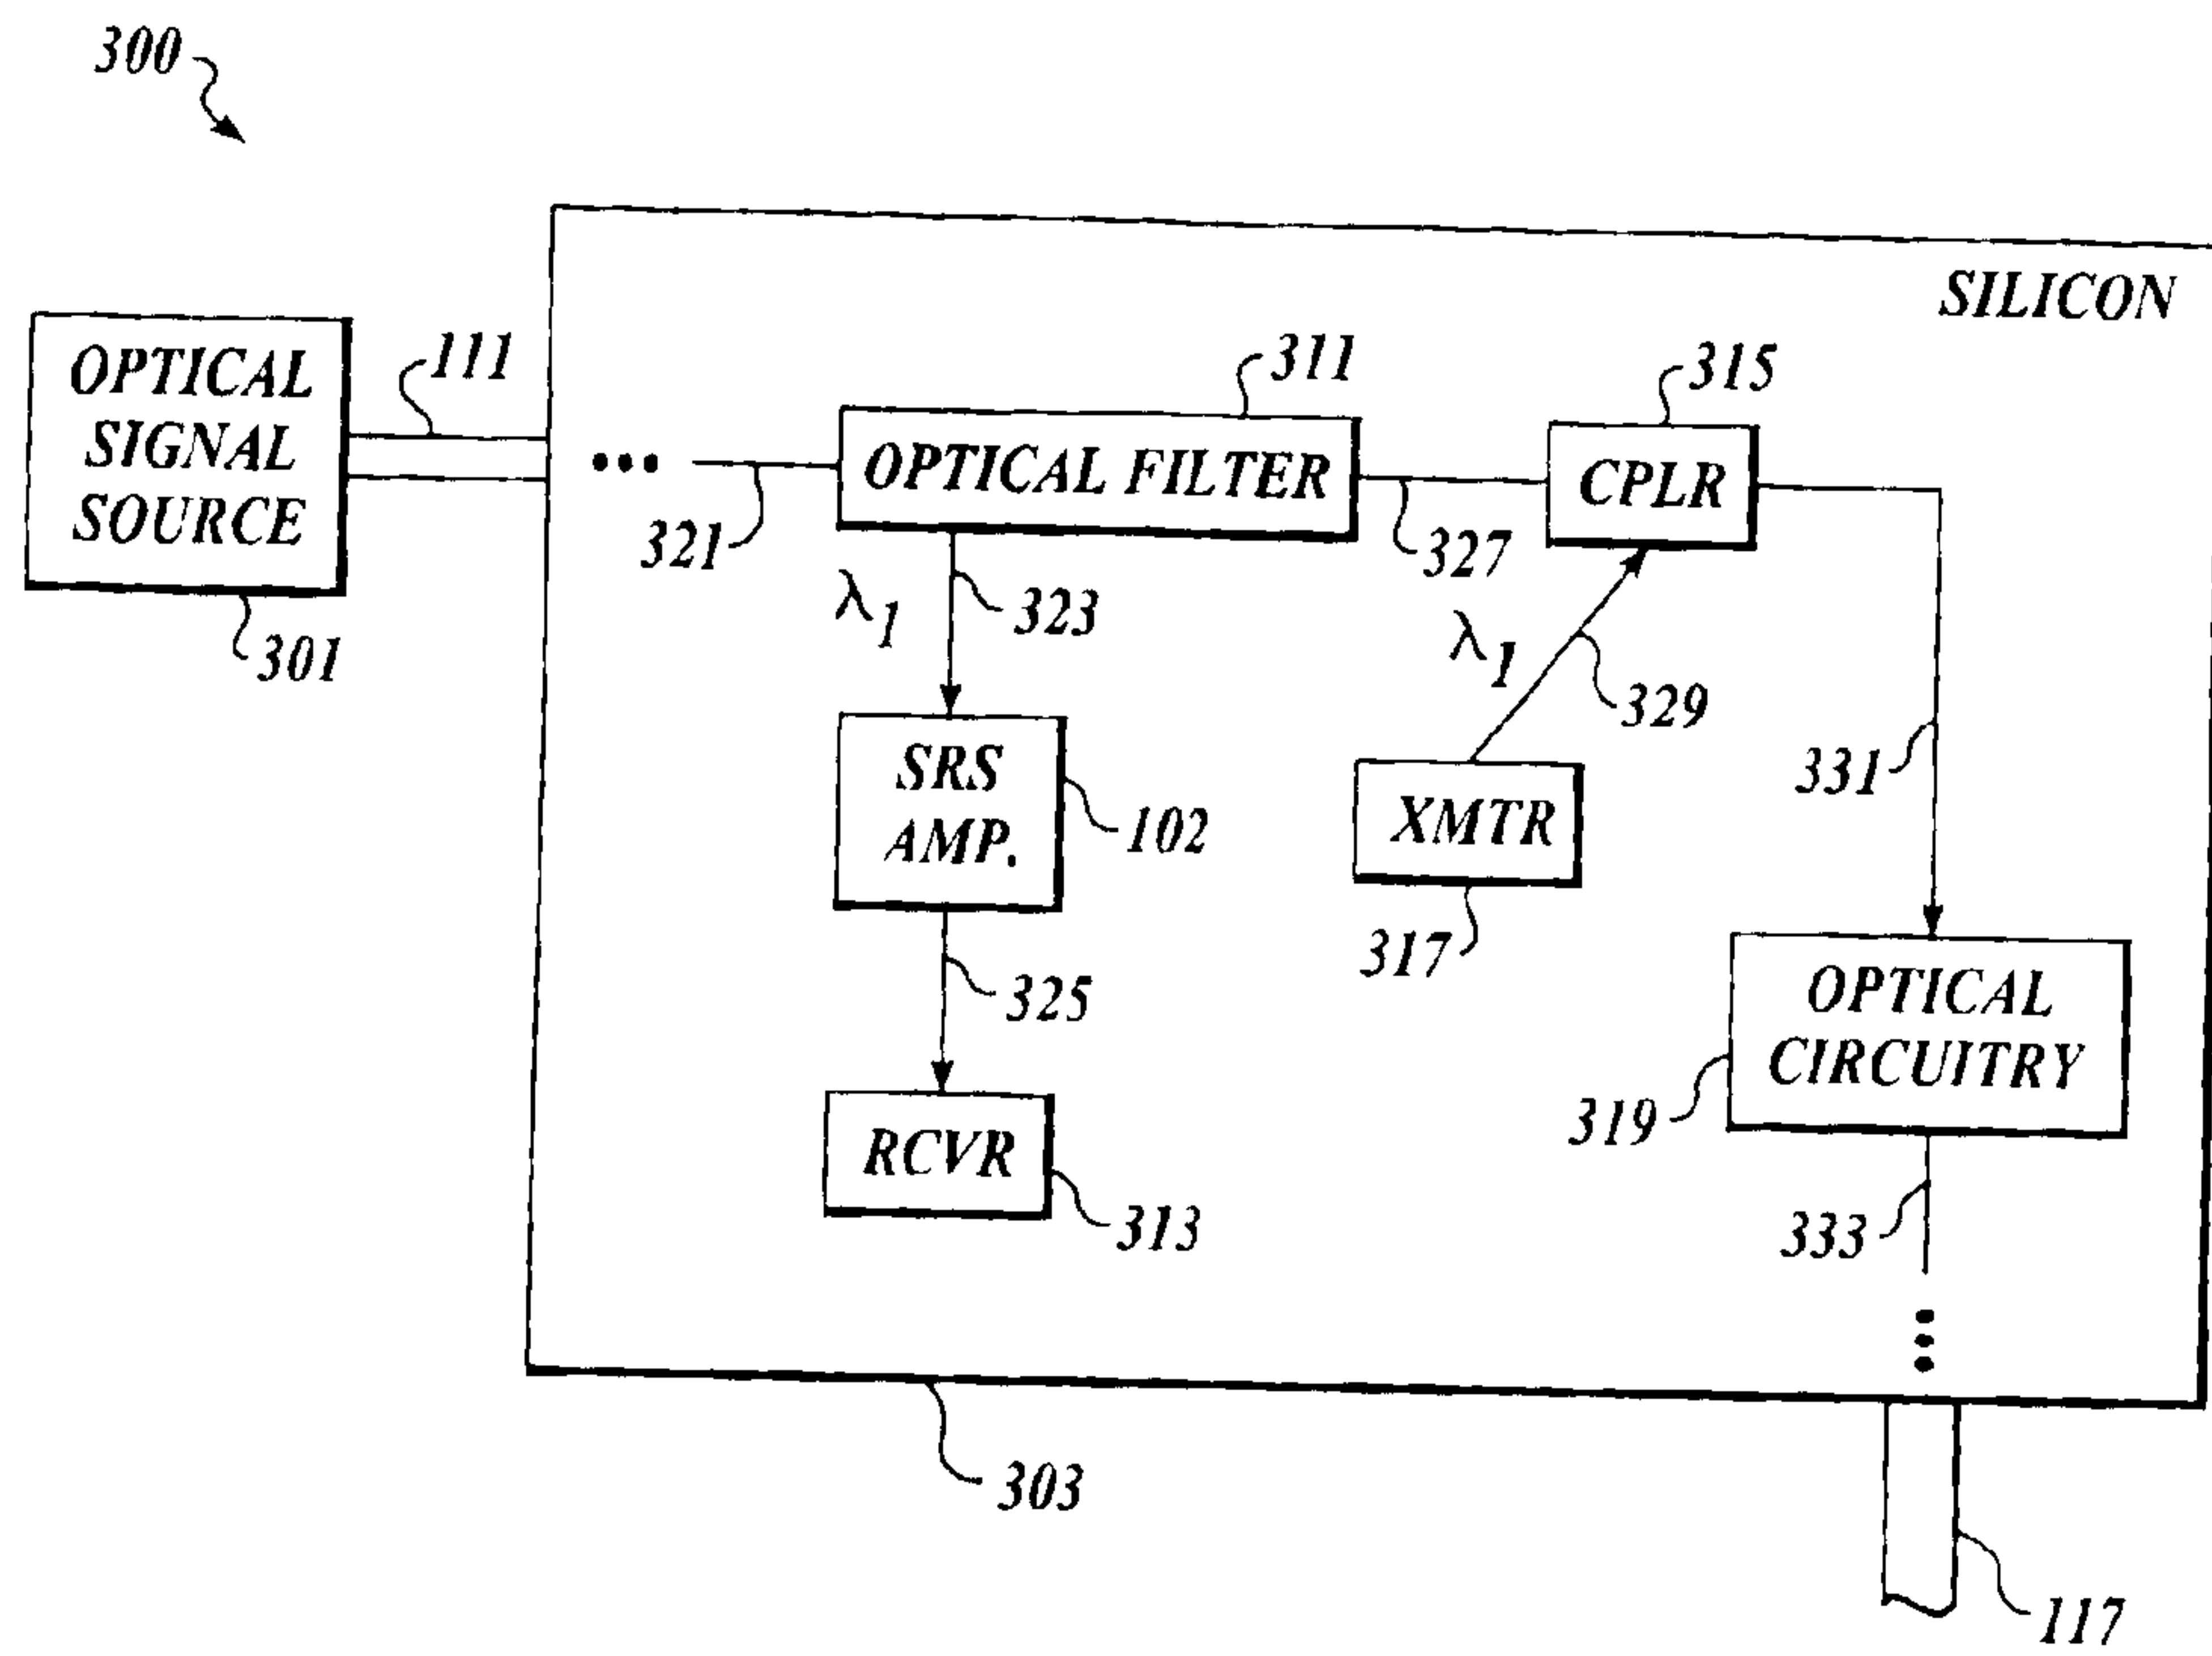 300
SILICON
OPTICAL
SIGNAL
SOURCE
301
111
321
OPTICAL FILTER
311
327
CPLR
315
λ1
323
λ1
329
SRS
AMP.
102
XMTR
317
331
325
OPTICAL
CIRCUITRY
319
RCVR
313
333
303
117